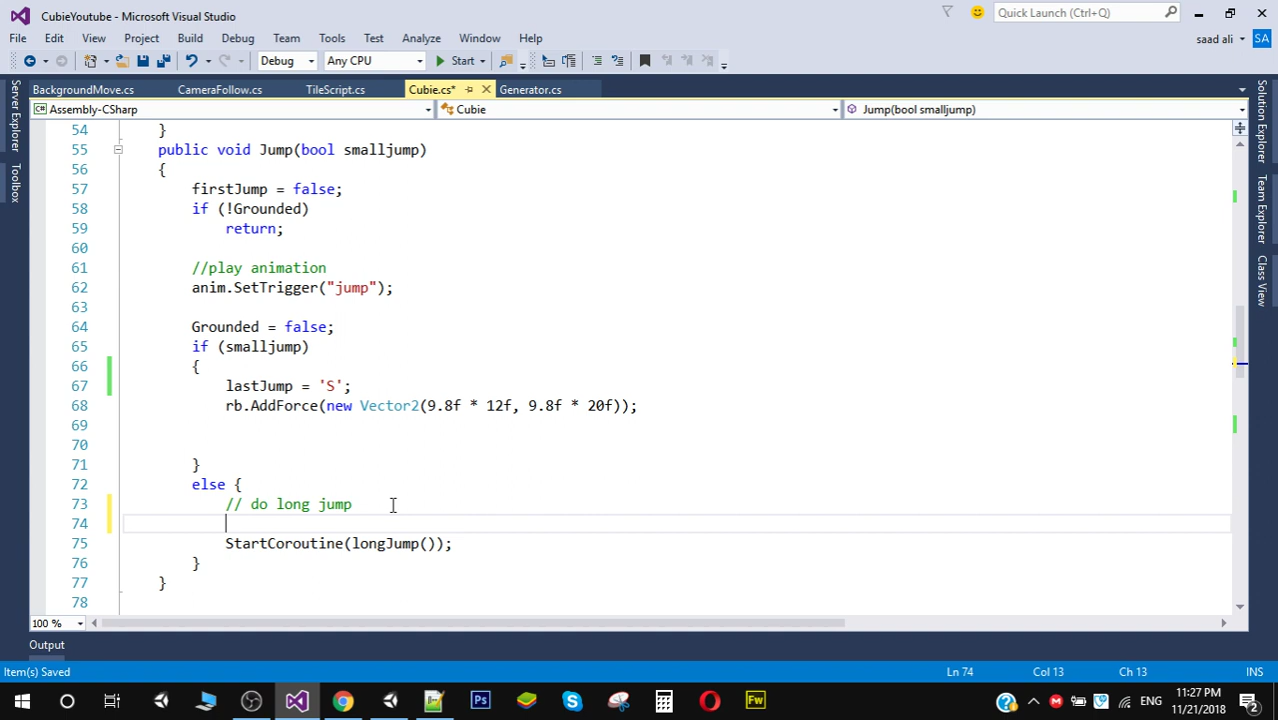 CubieYoutube - Microsoft Visual Studio
Quick Launch (Ctrl+Q)
File Edit View Project Build Debug Team Tools Test Analyze Window Help
saad ali SA
Debug Any CPU Start
BackgroundMove.cs CameraFollow.cs TileScript.cs Cubie.cs* Generator.cs
C# Assembly-CSharp Cubie Jump(bool smalljump)
Server Explorer
Toolbox
Solution Explorer
Team Explorer
Class View
54 }
55 public void Jump(bool smalljump)
56 {
57 firstJump = false;
58 if (!Grounded)
59 return;
60
61 //play animation
62 anim.SetTrigger("jump");
63
64 Grounded = false;
65 if (smalljump)
66 {
67 lastJump = 'S';
68 rb.AddForce(new Vector2(9.8f * 12f, 9.8f * 20f));
69
70
71 }
72 else {
73 // do long jump
74
75 StartCoroutine(longJump());
76 }
77 }
78
100 %
Output
Item(s) Saved Ln 74 Col 13 Ch 13 INS
Ps Fw ENG 11:27 PM
11/21/2018 2